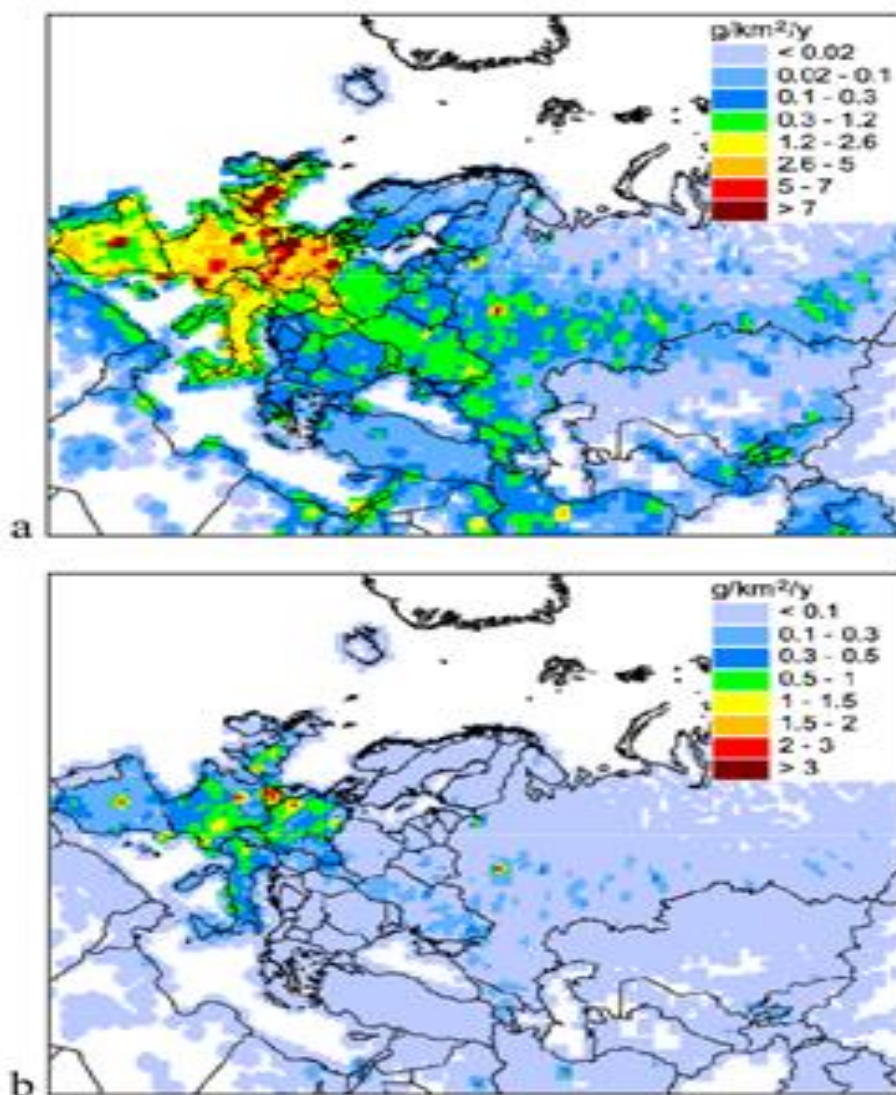 g/km²/y
< 0.02
0.02 - 0.1
0.1 - 0.3
0.3 - 1.2
1.2 - 2.6
2.6 - 5
5 - 7
> 7
a
g/km²/y
< 0.1
0.1 - 0.3
0.3 - 0.5
0.5 - 1
1 - 1.5
1.5 - 2
2 - 3
> 3
b